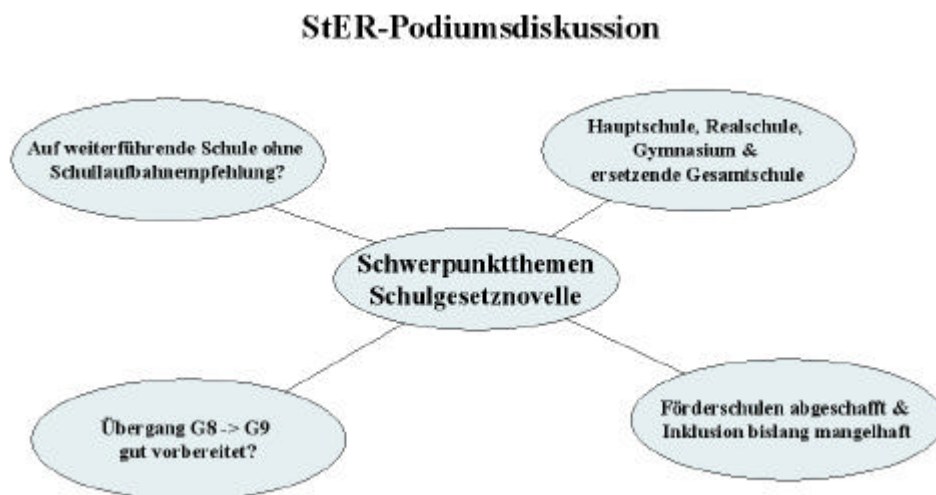 StER-Podiumsdiskussion
Auf weiterführende Schule ohne
Schullaufbahnempfehlung?
Hauptschule, Realschule,
Gymnasium &
ersetzende Gesamtschule
Schwerpunktthemen
Schulgesetznovelle
Übergang G8 -> G9
gut vorbereitet?
Förderschulen abgeschafft &
Inklusion bislang mangelhaft